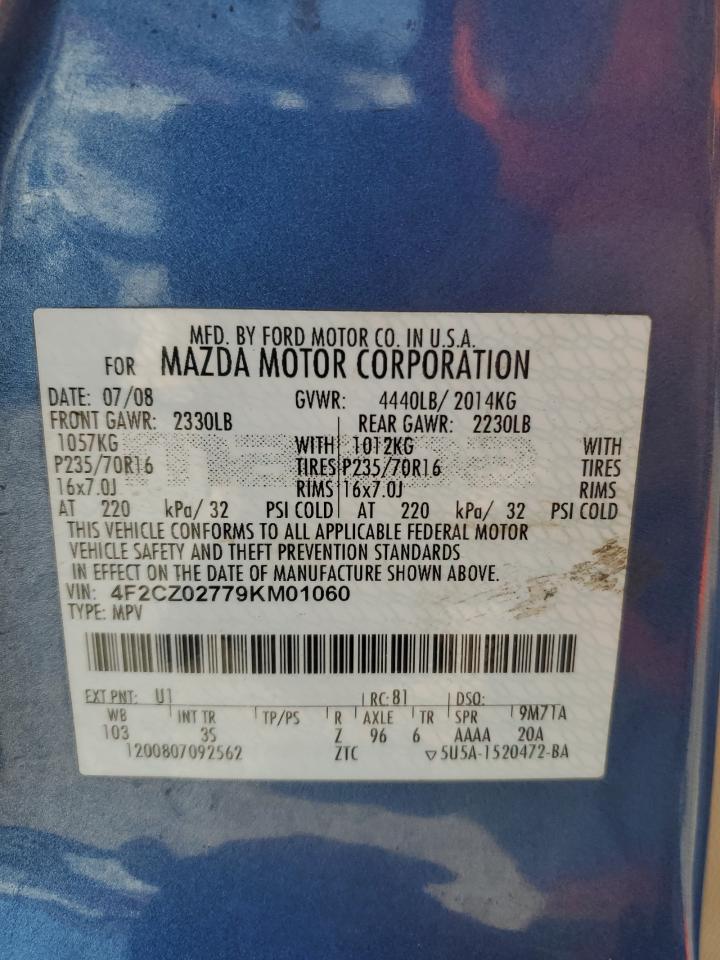 MFD. BY FORD MOTOR CO. IN U.S.A.
FOR MAZDA MOTOR CORPORATION
DATE: 07/08 GVWR: 4440LB/ 2014KG
FRONT GAWR: 2330LB REAR GAWR: 2230LB
1057KG WITH 1012KG WITH
P235/70R16 TIRES P235/70R16 TIRES
16x7.0J RIMS 16x7.0J RIMS
AT 220 kPa/ 32 PSI COLD AT 220 kPa/ 32 PSI COLD
THIS VEHICLE CONFORMS TO ALL APPLICABLE FEDERAL MOTOR
VEHICLE SAFETY AND THEFT PREVENTION STANDARDS
IN EFFECT ON THE DATE OF MANUFACTURE SHOWN ABOVE.
VIN: 4F2CZ02779KM01060
TYPE: MPV
EXT PNT: U1 RC: 81 DSO:
WB INT TR TP/PS R AXLE TR SPR 9M71A
103 3S Z 96 6 AAAA 20A
1200807092562 ZTC ▽5U5A-1520472-BA